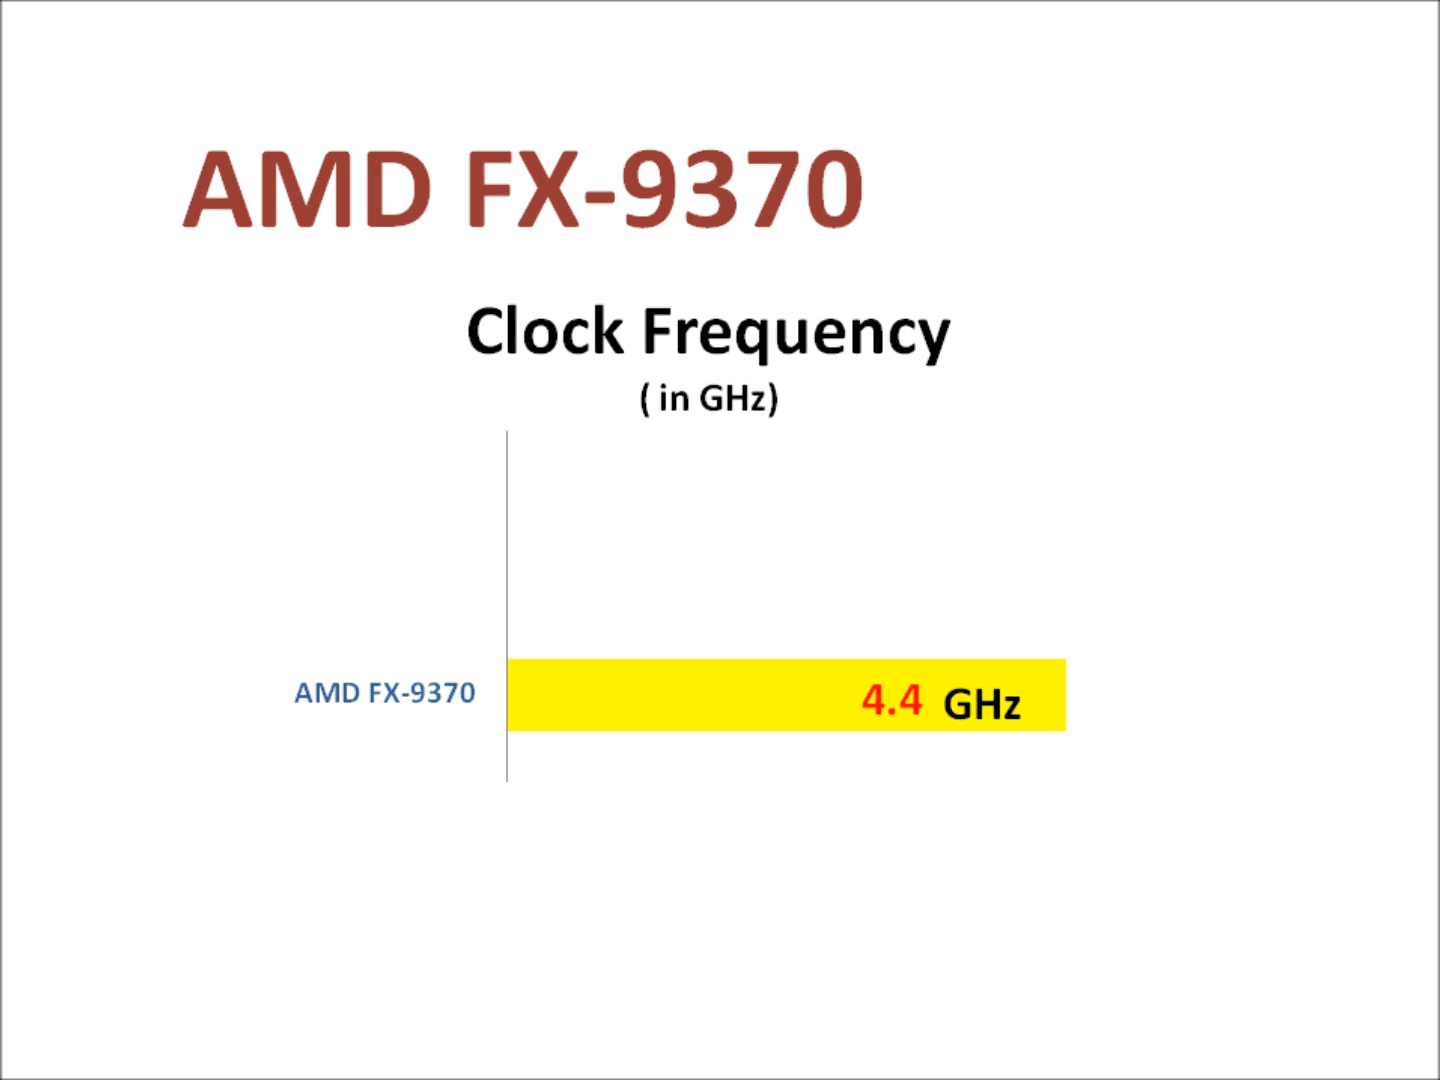 AMD FX-9370
Clock Frequency
( in GHz)
AMD FX-9370
4.4 GHz